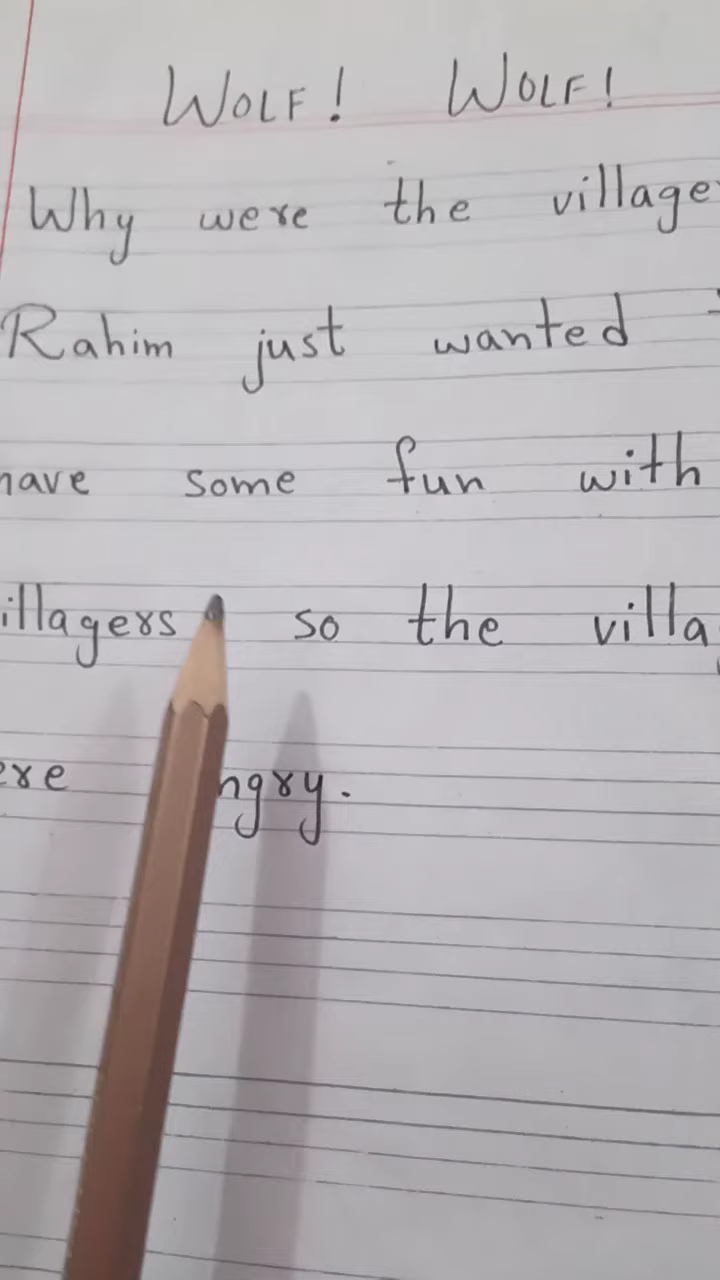 WOLF! WOLF!
Why were the village
Rahim just wanted
have some fun with
illagers so the villa
ere ngry.